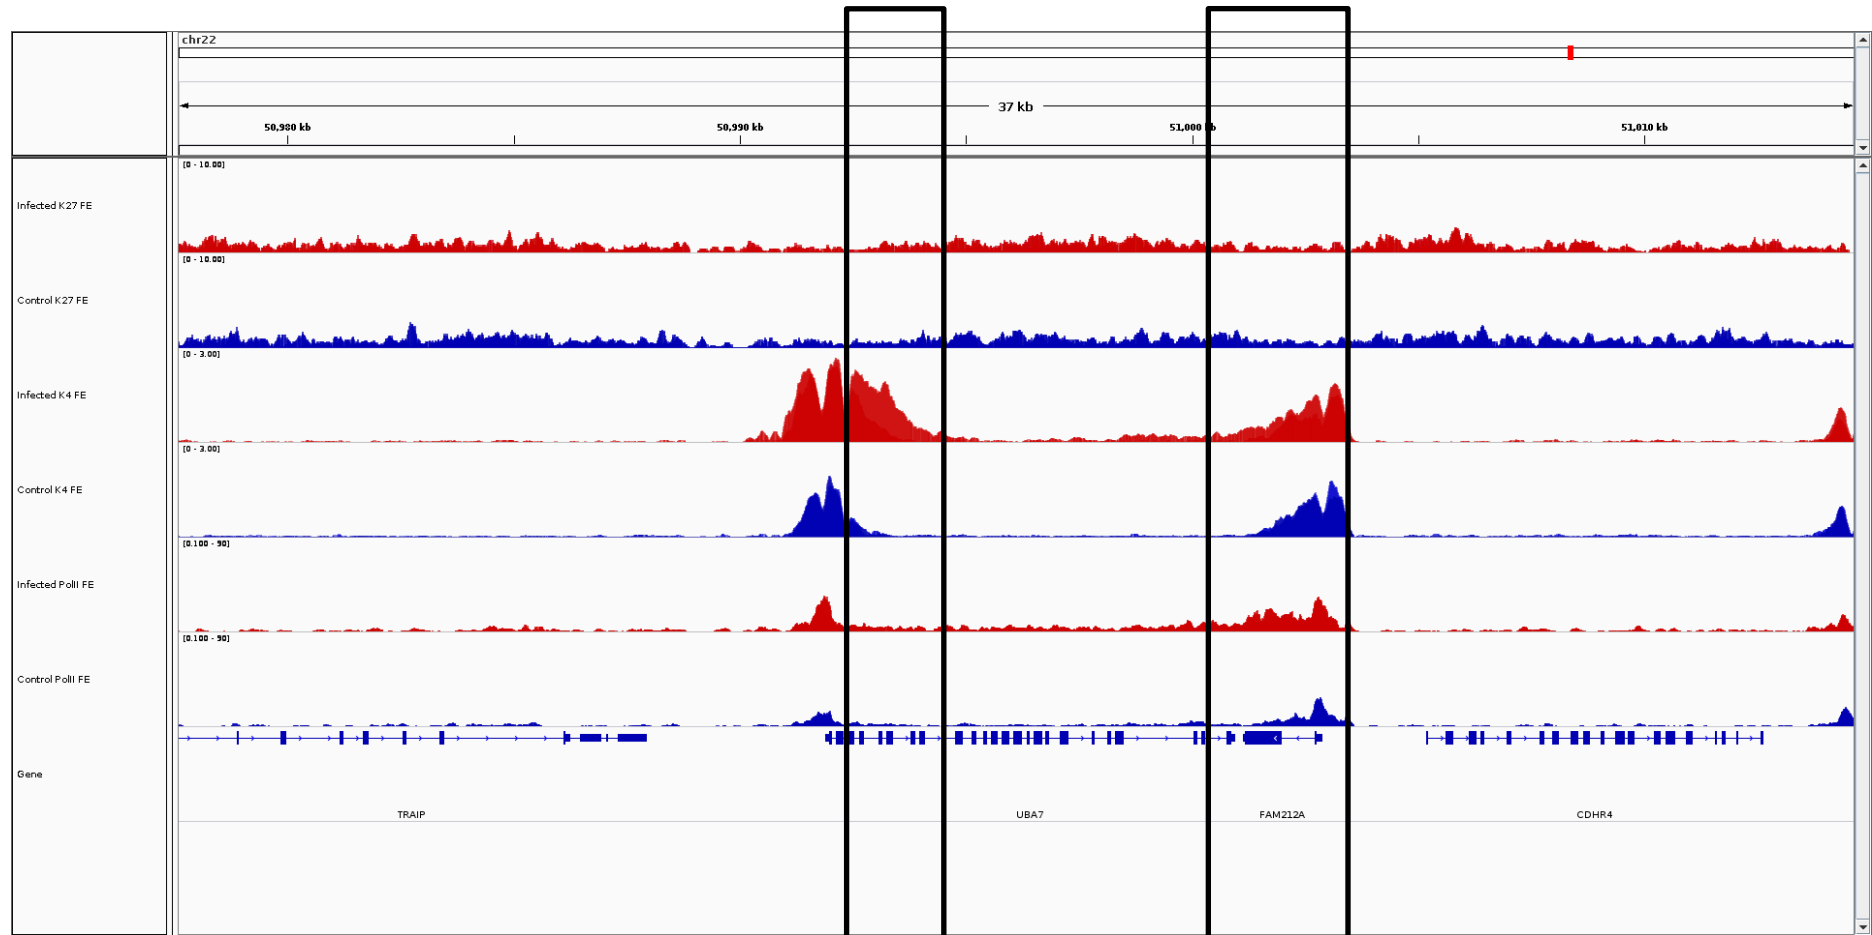 chr22
37 kb
50,980 kb 50,990 kb 51,000 kb 51,010 kb
[0 - 10.00]
Infected K27 FE
[0 - 10.00]
Control K27 FE
[0 - 3.00]
Infected K4 FE
[0 - 3.00]
Control K4 FE
[0.100 - 90]
Infected PolII FE
[0.100 - 90]
Control PolII FE
Gene
TRAIP UBA7 FAM212A CDHR4